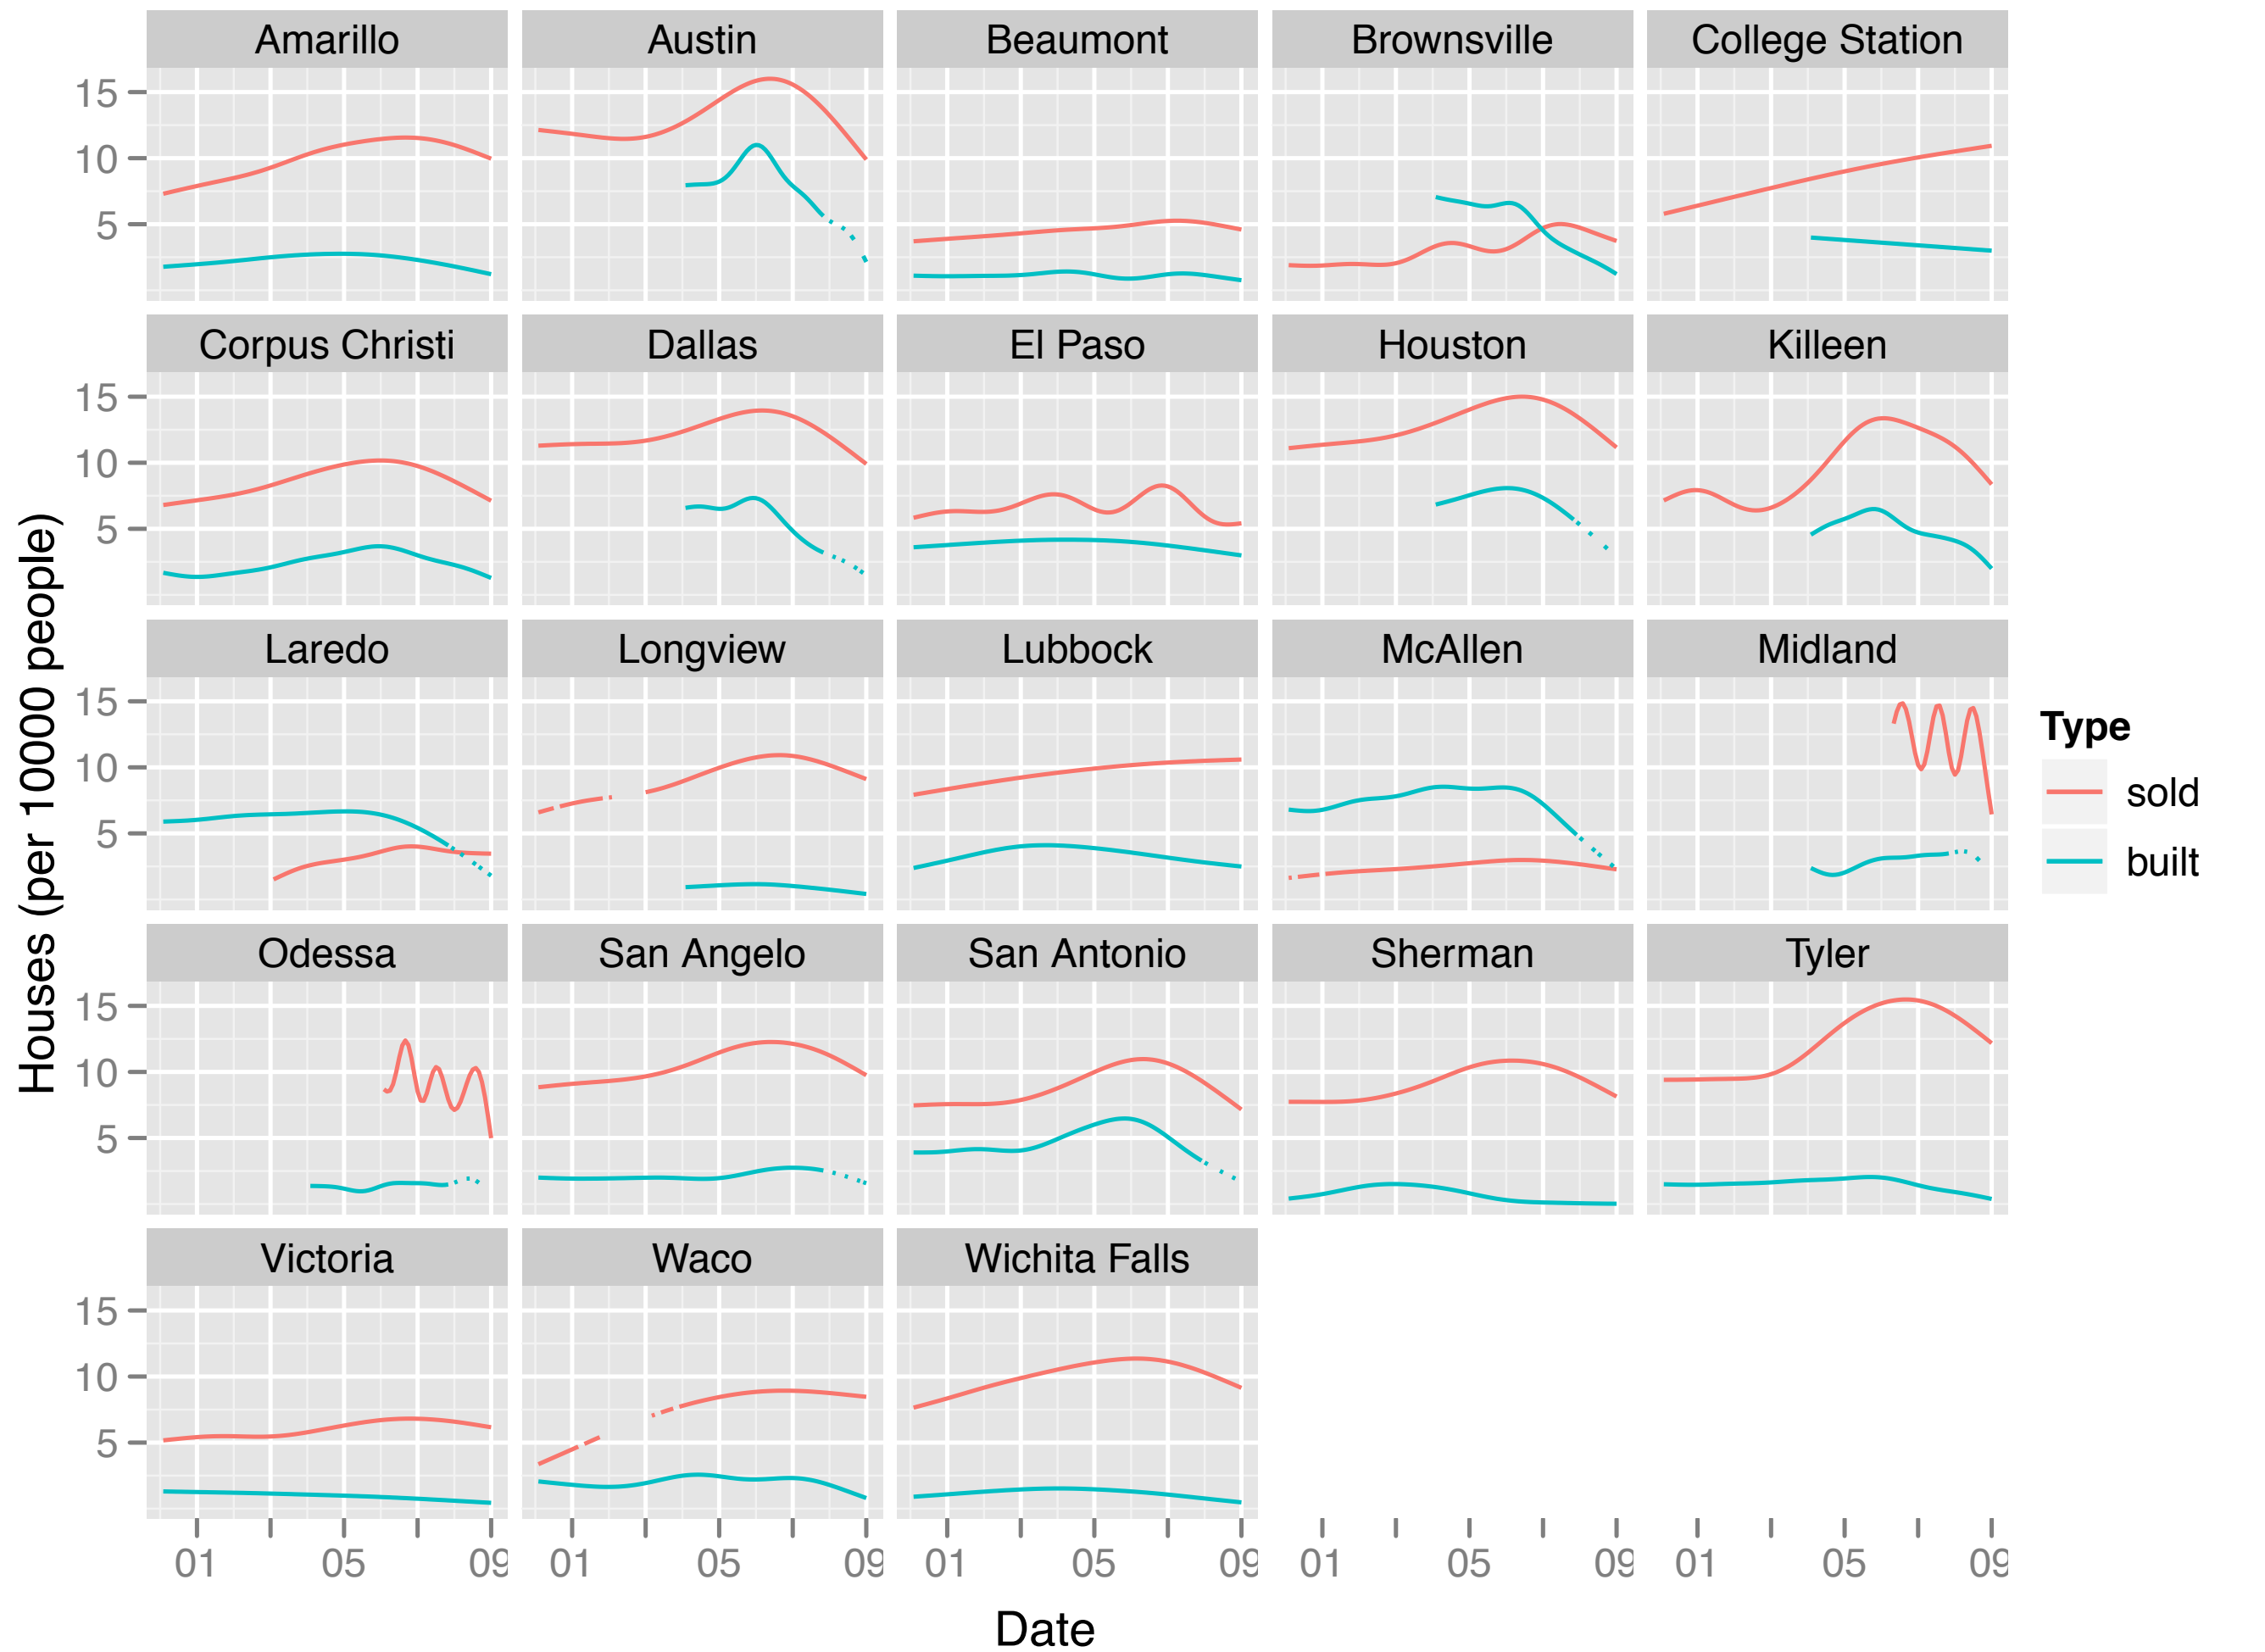 Amarillo
Austin
Beaumont
Brownsville
College Station
15
10
5
Corpus Christi
Dallas
El Paso
Houston
Killeen
15
10
5
Laredo
Longview
Lubbock
McAllen
Midland
15
10
5
Odessa
San Angelo
San Antonio
Sherman
Tyler
15
10
5
Victoria
Waco
Wichita Falls
15
10
5
01 05 09
01 05 09
01 05 09
01 05 09
01 05 09
Date
Houses (per 10000 people)
Type
sold
built